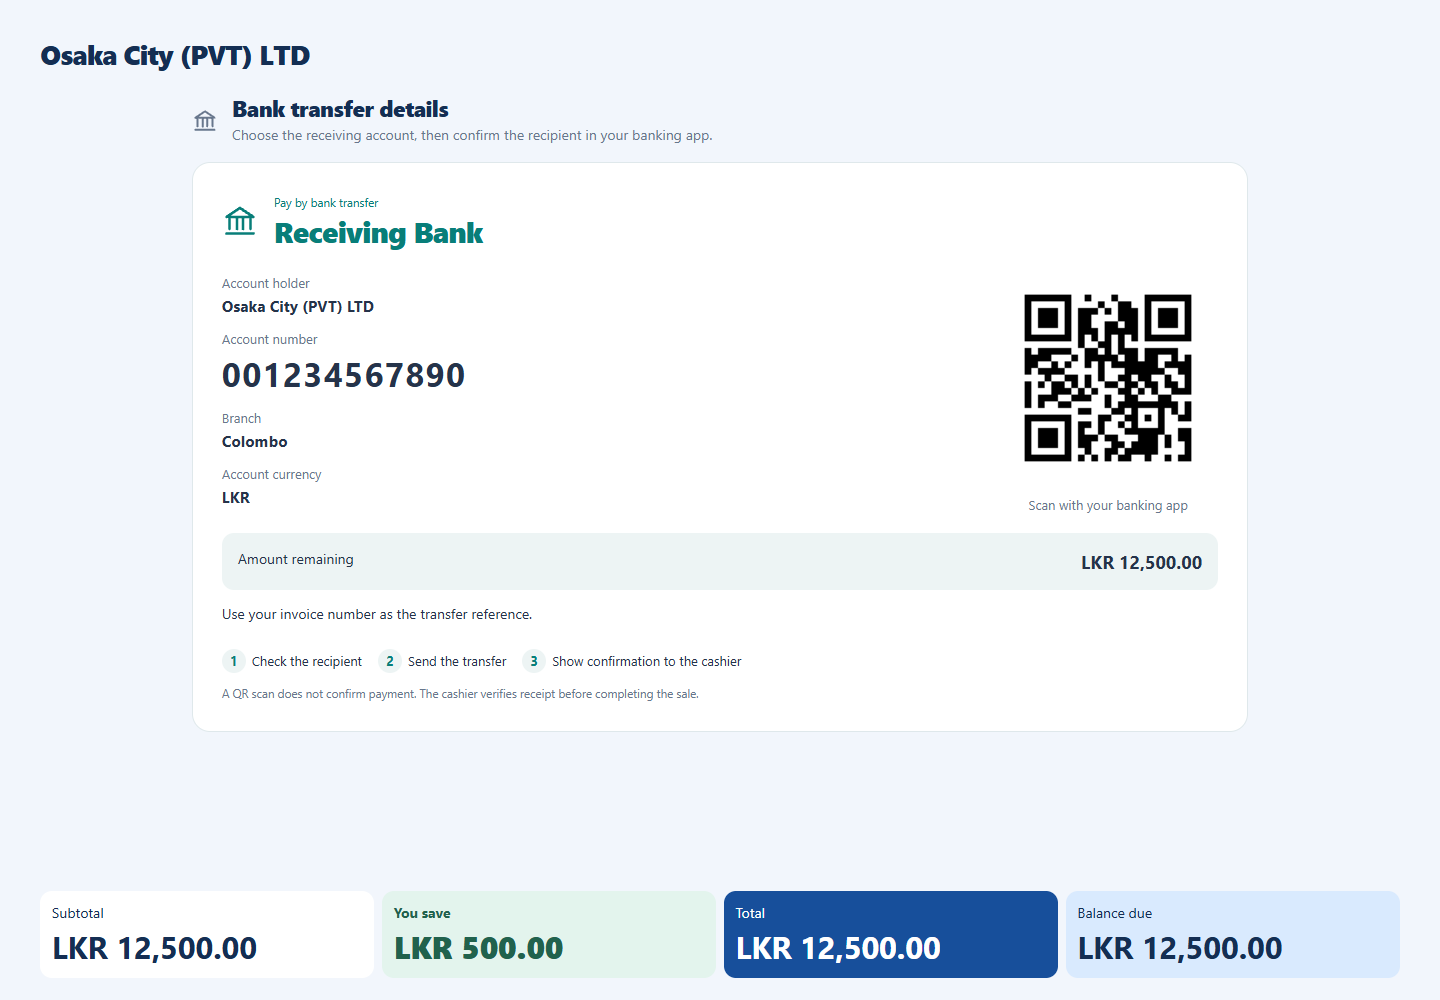 Osaka City (PVT) LTD
Bank transfer details
Choose the receiving account, then confirm the recipient in your banking app.
Pay by bank transfer
Receiving Bank
Account holder
Osaka City (PVT) LTD
Account number
001234567890
Branch
Colombo
Account currency
LKR
Scan with your banking app
Amount remaining
LKR 12,500.00
Use your invoice number as the transfer reference.
1 Check the recipient 2 Send the transfer 3 Show confirmation to the cashier
A QR scan does not confirm payment. The cashier verifies receipt before completing the sale.
Subtotal
LKR 12,500.00
You save
LKR 500.00
Total
LKR 12,500.00
Balance due
LKR 12,500.00